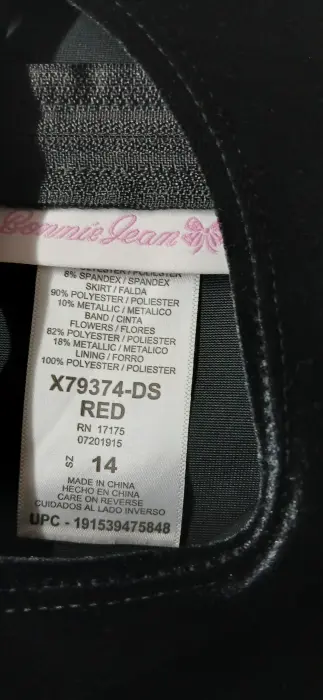 Bonnie Jean
POLYESTER / POLIESTER
8% SPANDEX / SPANDEX
SKIRT / FALDA
90% POLYESTER / POLIESTER
10% METALLIC / METALICO
BAND / CINTA
FLOWERS / FLORES
82% POLYESTER / POLIESTER
18% METALLIC / METALICO
LINING / FORRO
100% POLYESTER / POLIESTER
X79374-DS
RED
RN 17175
07201915
SZ 14
MADE IN CHINA
HECHO EN CHINA
CARE ON REVERSE
CUIDADOS AL LADO INVERSO
UPC - 191539475848